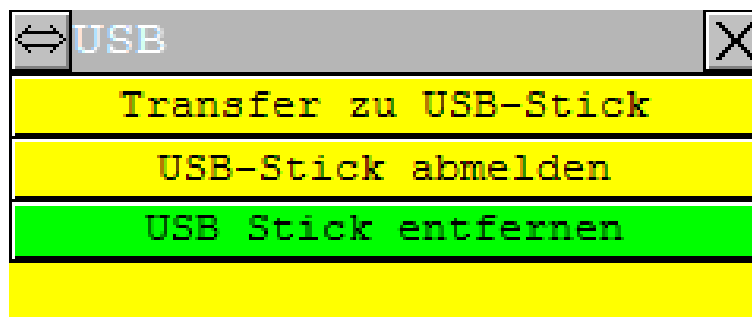 USB
Transfer zu USB-Stick
USB-Stick abmelden
USB Stick entfernen